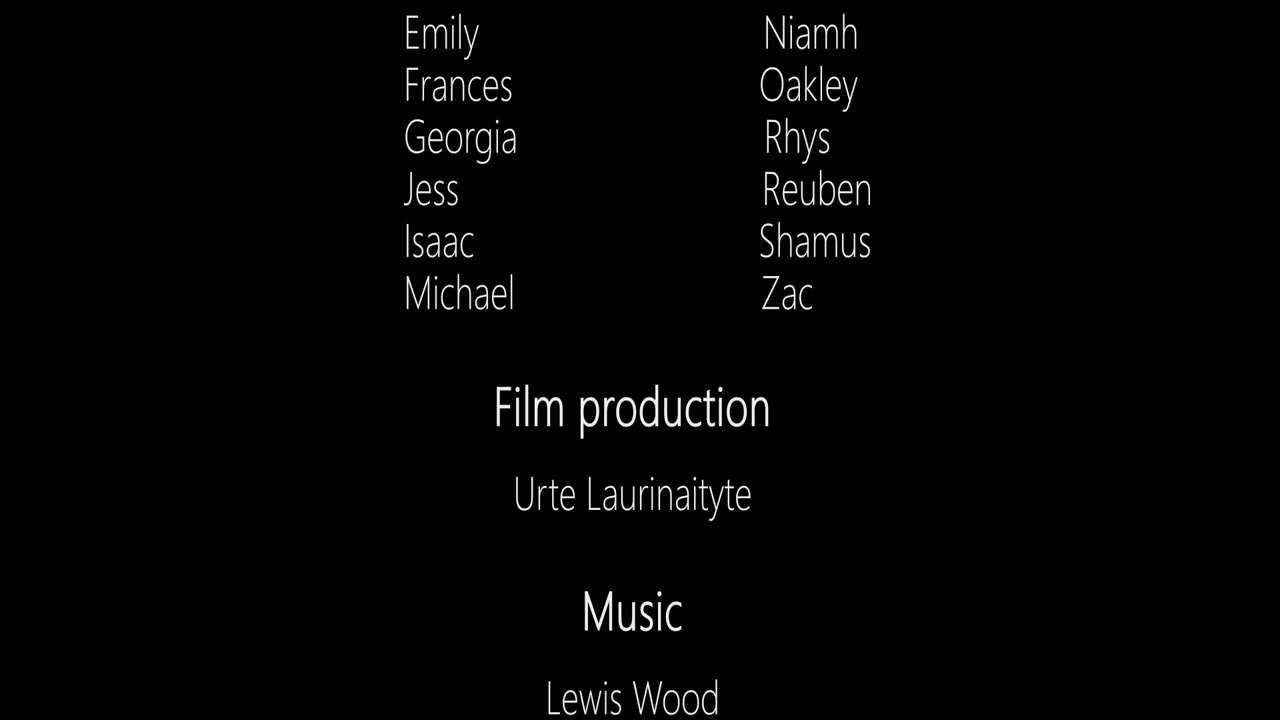 Emily Niamh
Frances Oakley
Georgia Rhys
Jess Reuben
Isaac Shamus
Michael Zac
Film production
Urte Laurinaityte
Music
Lewis Wood